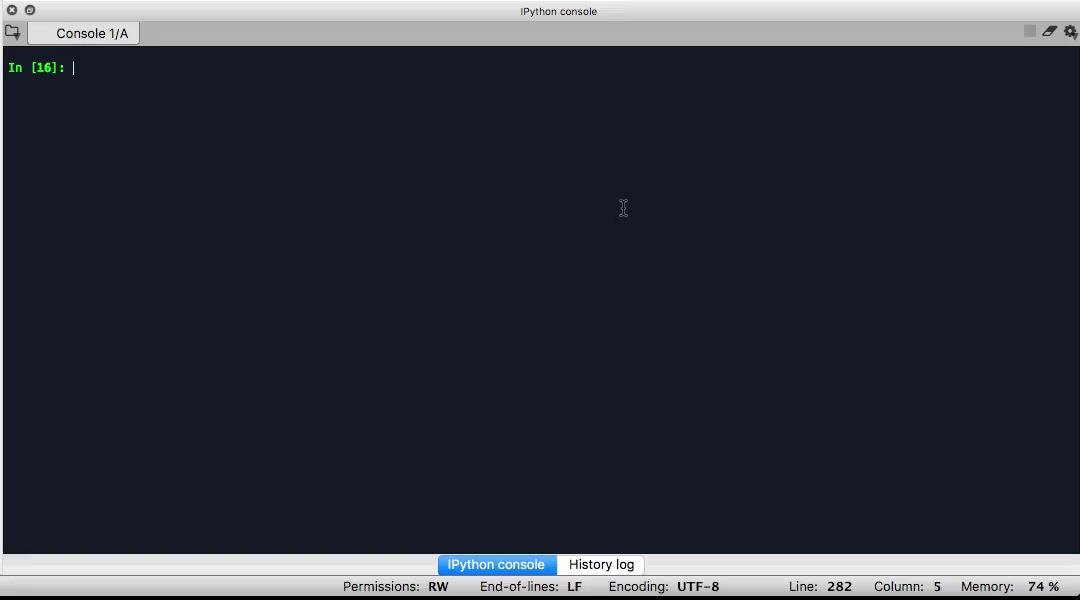 IPython console
Console 1/A
In [16]:
IPython console History log
Permissions: RW End-of-lines: LF Encoding: UTF-8 Line: 282 Column: 5 Memory: 74 %